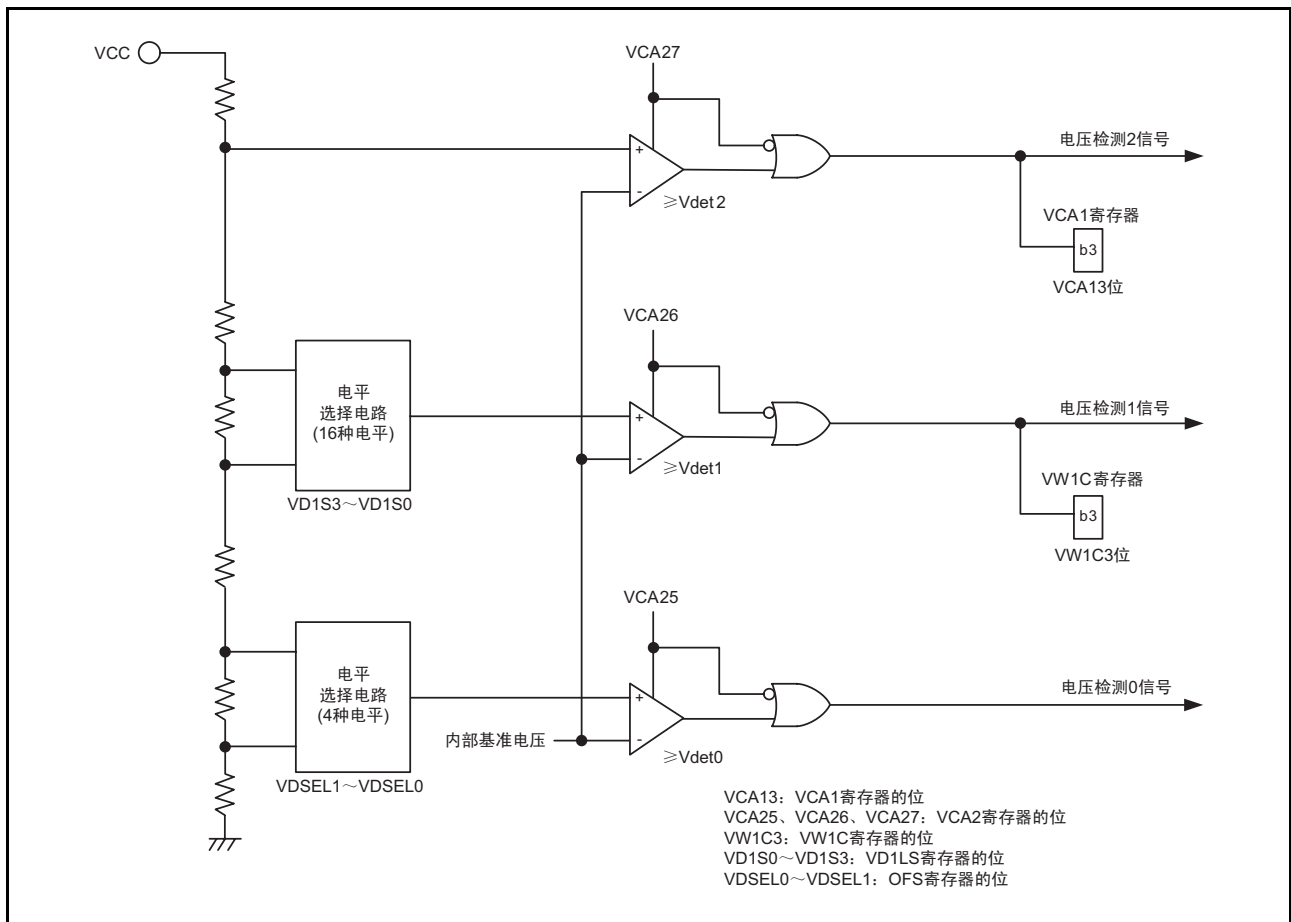 VCC
VCA27
+
-
≥Vdet2
电压检测2信号
VCA1寄存器
b3
VCA13位
VCA26
电平
选择电路
(16种电平)
VD1S3～VD1S0
+
-
≥Vdet1
电压检测1信号
VW1C寄存器
b3
VW1C3位
VCA25
电平
选择电路
(4种电平)
VDSEL1～VDSEL0
内部基准电压
+
-
≥Vdet0
电压检测0信号
VCA13：VCA1寄存器的位
VCA25、VCA26、VCA27：VCA2寄存器的位
VW1C3：VW1C寄存器的位
VD1S0～VD1S3：VD1LS寄存器的位
VDSEL0～VDSEL1：OFS寄存器的位